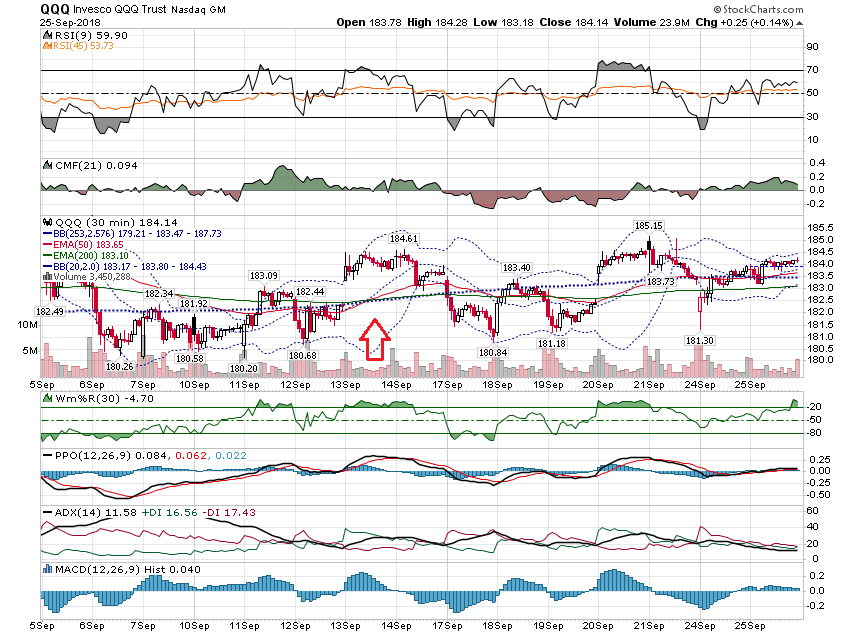 QQQ Invesco QQQ Trust Nasdaq GM © StockCharts.com
25-Sep-2018 Open 183.78 High 184.28 Low 183.18 Close 184.14 Volume 23.9M Chg +0.25 (+0.14%)
RSI(9) 59.90
RSI(45) 53.73
90
70
50
30
10
CMF(21) 0.094
0.4
0.2
0.0
-0.2
QQQ (30 min) 184.14
BB(253,2.576) 179.21 - 183.47 - 187.73
EMA(50) 183.65
EMA(200) 183.10
BB(20,2.0) 183.17 - 183.80 - 184.43
Volume 3,450,288
185.5
185.0
184.5
184.0
183.5
183.0
182.5
182.0
181.5
181.0
180.5
180.0
10M
5M
182.49
180.26
182.34
180.58
181.92
180.20
183.09
180.68
182.44
184.61
180.84
183.40
181.18
185.15
183.73
181.30
5Sep 6Sep 7Sep 10Sep 11Sep 12Sep 13Sep 14Sep 17Sep 18Sep 19Sep 20Sep 21Sep 24Sep 25Sep
Wm%R(30) -4.70
-20
-50
-80
PPO(12,26,9) 0.084, 0.062, 0.022
0.25
0.00
-0.25
-0.50
ADX(14) 11.58 +DI 16.56 -DI 17.43
60
40
20
0
MACD(12,26,9) Hist 0.040
0.2
0.0
-0.2
5Sep 6Sep 7Sep 10Sep 11Sep 12Sep 13Sep 14Sep 17Sep 18Sep 19Sep 20Sep 21Sep 24Sep 25Sep